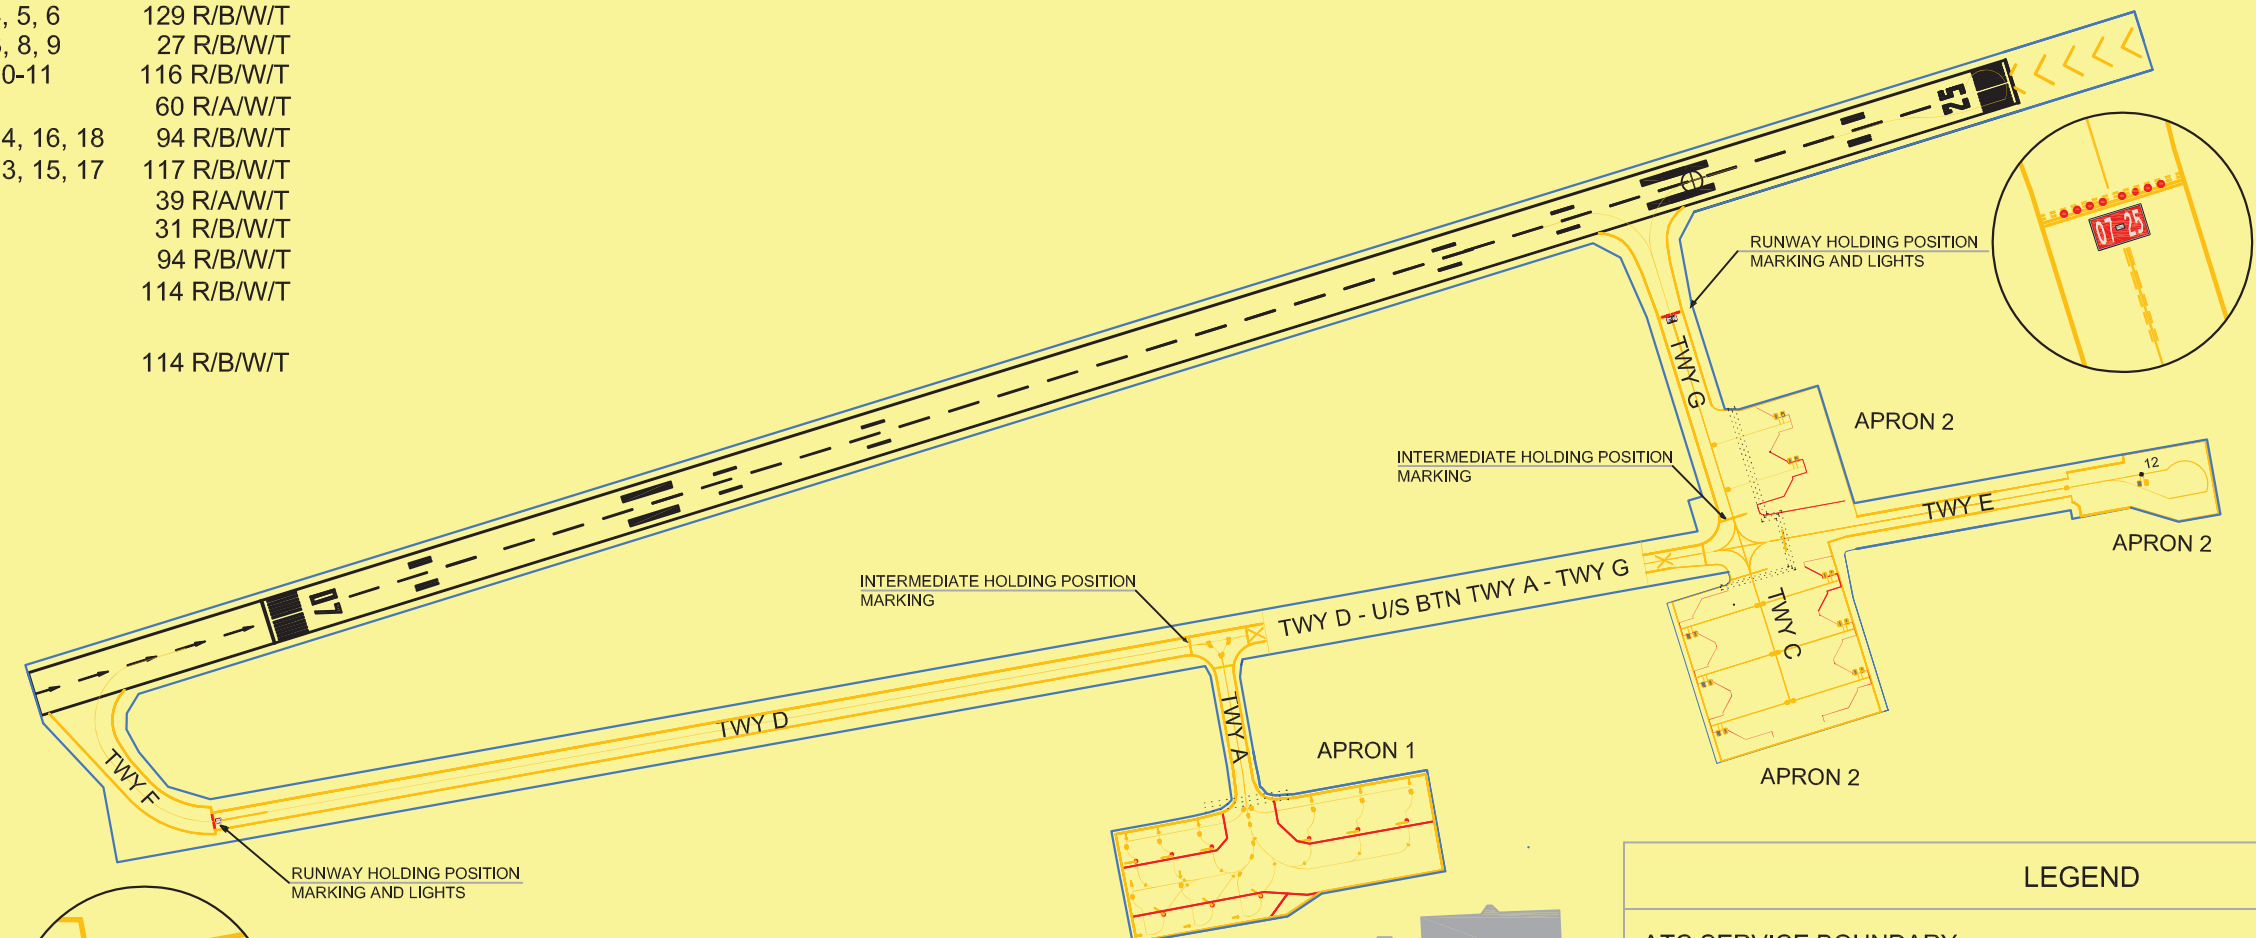 , 5, 6 129 R/B/W/T
, 8, 9 27 R/B/W/T
0-11 116 R/B/W/T
60 R/A/W/T
4, 16, 18 94 R/B/W/T
3, 15, 17 117 R/B/W/T
39 R/A/W/T
31 R/B/W/T
94 R/B/W/T
114 R/B/W/T
114 R/B/W/T
25
07-25
RUNWAY HOLDING POSITION
MARKING AND LIGHTS
TWY G
APRON 2
INTERMEDIATE HOLDING POSITION
MARKING
12
TWY E
APRON 2
07
INTERMEDIATE HOLDING POSITION
MARKING
TWY D - U/S BTN TWY A - TWY G
TWY C
TWY D
TWY A
APRON 1
APRON 2
TWY F
RUNWAY HOLDING POSITION
MARKING AND LIGHTS
LEGEND
ATC SERVICE BOUNDARY